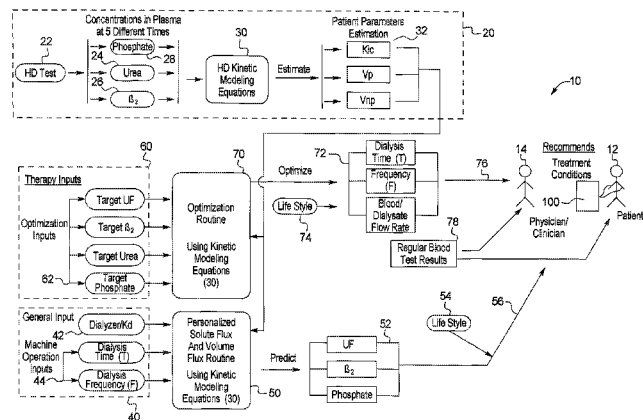 Concentrations in Plasma
at 5 Different Times
22
HD Test
Phosphate
28
24
Urea
26
ß2
30
HD Kinetic
Modeling
Equations
Estimate
Patient Parameters
Estimation
32
Kic
Vp
Vnp
20
10
60
Therapy Inputs
Optimization
Inputs
Target UF
Target ß2
Target Urea
Target
Phosphate
62
70
Optimization
Routine
Using Kinetic
Modeling
Equations (30)
Optimize
72
Dialysis
Time (T)
Frequency
(F)
Blood/
Dialysate
Flow Rate
Life Style
74
76
14
Recommends
Treatment
Conditions
12
100
Physician/
Clinician
Patient
78
Regular Blood
Test Results
General Input
42
Dialyzer/Kd
Machine
Operation
Inputs
44
Dialysis
Time (T)
Dialysis
Frequency (F)
40
Personalized
Solute Flux
And Volume
Flux Routine
Using Kinetic
Modeling
Equations (30)
50
Predict
52
UF
ß2
Phosphate
54
Life Style
56